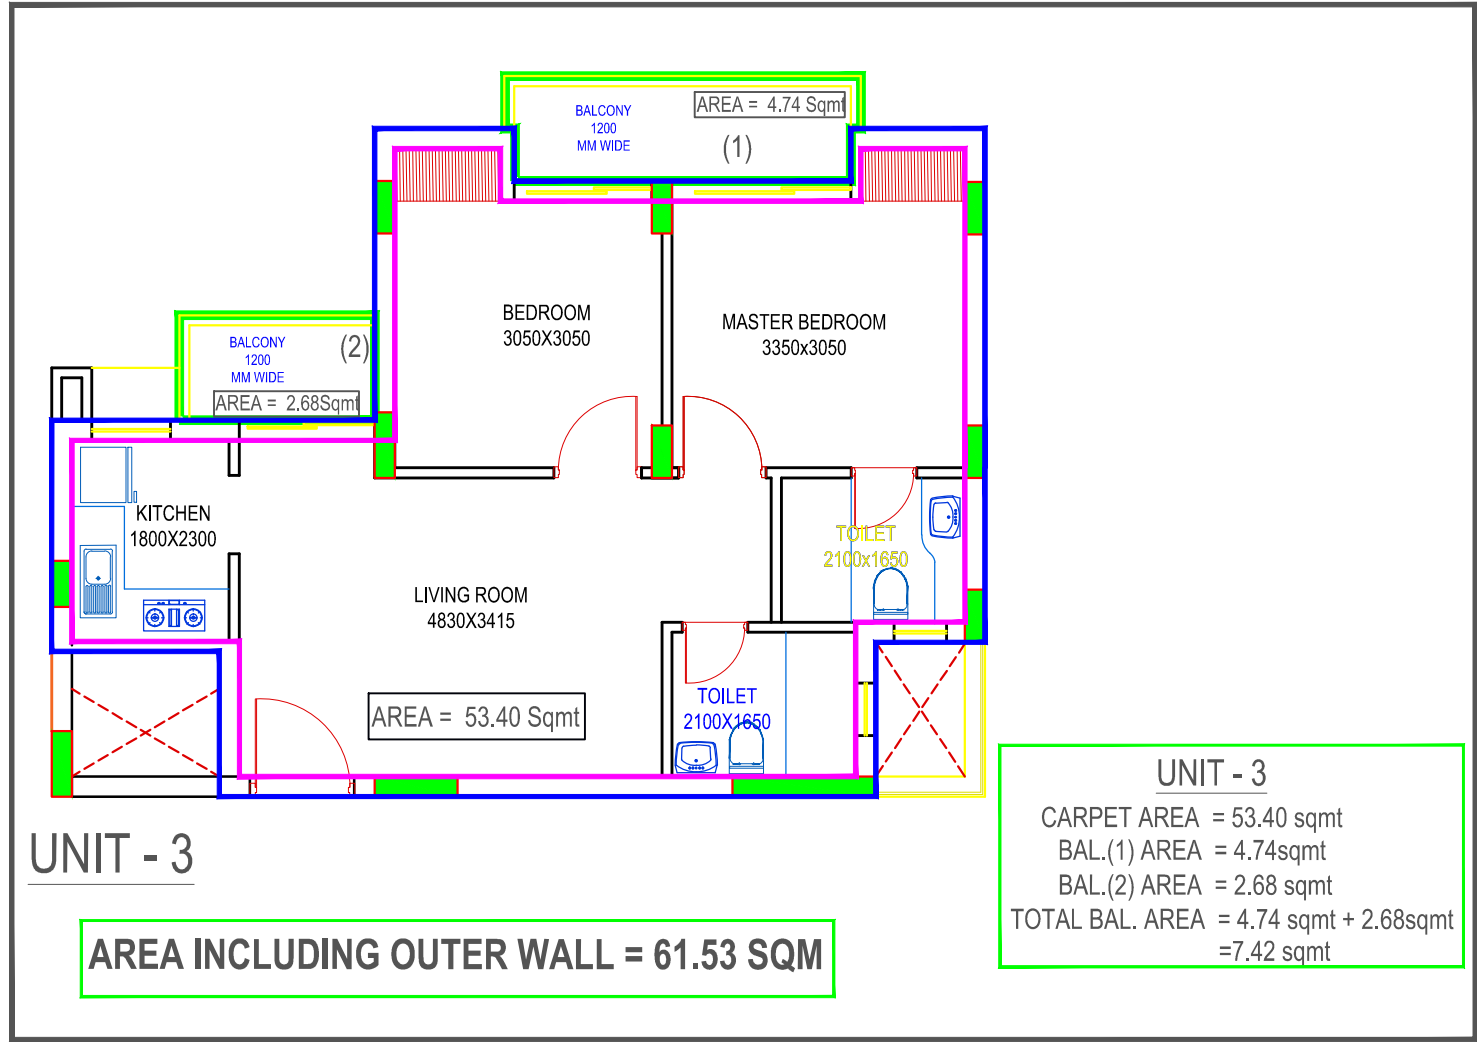 BALCONY
1200
MM WIDE
AREA = 4.74 Sqmt
(1)
BEDROOM
3050X3050
MASTER BEDROOM
3350x3050
BALCONY
1200
MM WIDE
(2)
AREA = 2.68Sqmt
KITCHEN
1800X2300
TOILET
2100x1650
LIVING ROOM
4830X3415
AREA = 53.40 Sqmt
TOILET
2100X1650
UNIT - 3
CARPET AREA = 53.40 sqmt
BAL.(1) AREA = 4.74sqmt
BAL.(2) AREA = 2.68 sqmt
TOTAL BAL. AREA = 4.74 sqmt + 2.68sqmt
=7.42 sqmt
UNIT - 3
AREA INCLUDING OUTER WALL = 61.53 SQM